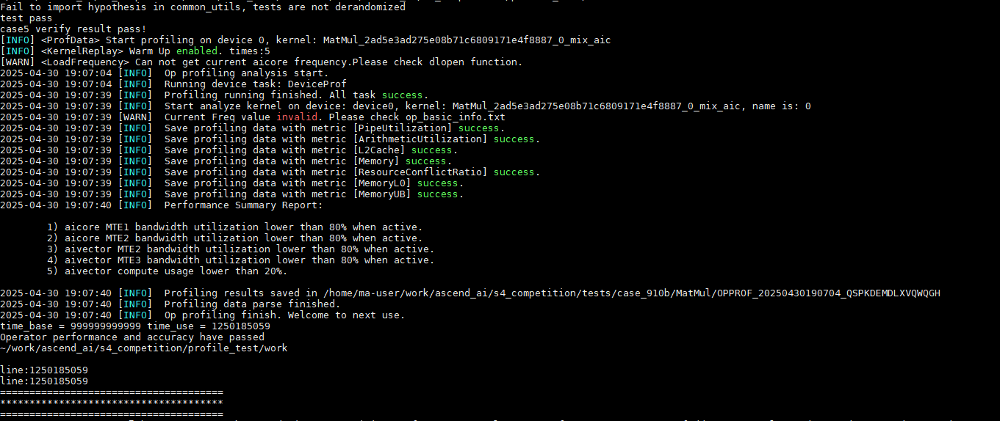 Fail to import hypothesis in common_utils, tests are not derandomized
test pass
case5 verify result pass!
[INFO] <ProfData> Start profiling on device 0, kernel: MatMul_2ad5e3ad275e08b71c6809171e4f8887_0_mix_aic
[INFO] <KernelReplay> Warm Up enabled. times:5
[WARN] <LoadFrequency> Can not get current aicore frequency.Please check dlopen function.
2025-04-30 19:07:04 [INFO]  Op profiling analysis start.
2025-04-30 19:07:04 [INFO]  Running device task: DeviceProf
2025-04-30 19:07:39 [INFO]  Profiling running finished. All task success.
2025-04-30 19:07:39 [INFO]  Start analyze kernel on device: device0, kernel: MatMul_2ad5e3ad275e08b71c6809171e4f8887_0_mix_aic, name is: 0
2025-04-30 19:07:39 [WARN]  Current Freq value invalid. Please check op_basic_info.txt
2025-04-30 19:07:39 [INFO]  Save profiling data with metric [PipeUtilization] success.
2025-04-30 19:07:39 [INFO]  Save profiling data with metric [ArithmeticUtilization] success.
2025-04-30 19:07:39 [INFO]  Save profiling data with metric [L2Cache] success.
2025-04-30 19:07:39 [INFO]  Save profiling data with metric [Memory] success.
2025-04-30 19:07:39 [INFO]  Save profiling data with metric [ResourceConflictRatio] success.
2025-04-30 19:07:39 [INFO]  Save profiling data with metric [MemoryL0] success.
2025-04-30 19:07:39 [INFO]  Save profiling data with metric [MemoryUB] success.
2025-04-30 19:07:40 [INFO]  Performance Summary Report:
1) aicore MTE1 bandwidth utilization lower than 80% when active.
2) aicore MTE2 bandwidth utilization lower than 80% when active.
3) aivector MTE2 bandwidth utilization lower than 80% when active.
4) aivector MTE3 bandwidth utilization lower than 80% when active.
5) aivector compute usage lower than 20%.
2025-04-30 19:07:40 [INFO]  Profiling results saved in /home/ma-user/work/ascend_ai/s4_competition/tests/case_910b/MatMul/OPPROF_20250430190704_QSPKDEMDLXVQWQGH
2025-04-30 19:07:40 [INFO]  Profiling data parse finished.
2025-04-30 19:07:40 [INFO]  Op profiling finish. Welcome to next use.
time_base = 999999999999 time_use = 1250185059
Operator performance and accuracy have passed
~/work/ascend_ai/s4_competition/profile_test/work
line:1250185059
line:1250185059
======================================
**************************************
======================================